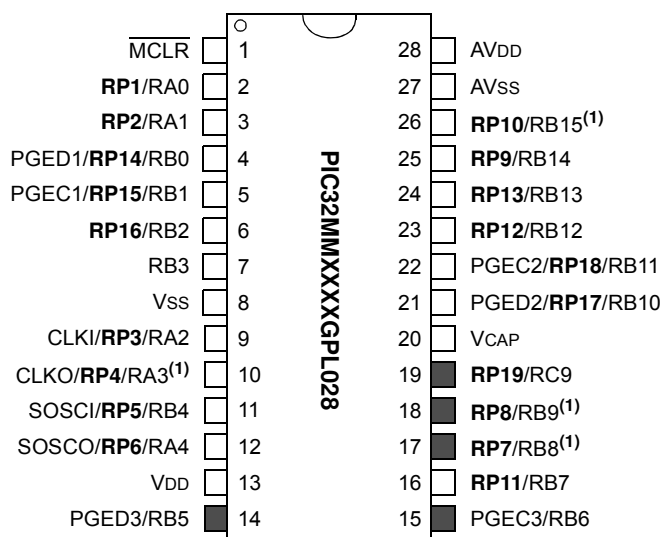 MCLR 1
RP1/RA0 2
RP2/RA1 3
PGED1/RP14/RB0 4
PGEC1/RP15/RB1 5
RP16/RB2 6
RB3 7
VSS 8
CLKI/RP3/RA2 9
CLKO/RP4/RA3(1) 10
SOSCI/RP5/RB4 11
SOSCO/RP6/RA4 12
VDD 13
PGED3/RB5 14
PIC32MMXXXXGPL028
28 AVDD
27 AVSS
26 RP10/RB15(1)
25 RP9/RB14
24 RP13/RB13
23 RP12/RB12
22 PGEC2/RP18/RB11
21 PGED2/RP17/RB10
20 VCAP
19 RP19/RC9
18 RP8/RB9(1)
17 RP7/RB8(1)
16 RP11/RB7
15 PGEC3/RB6